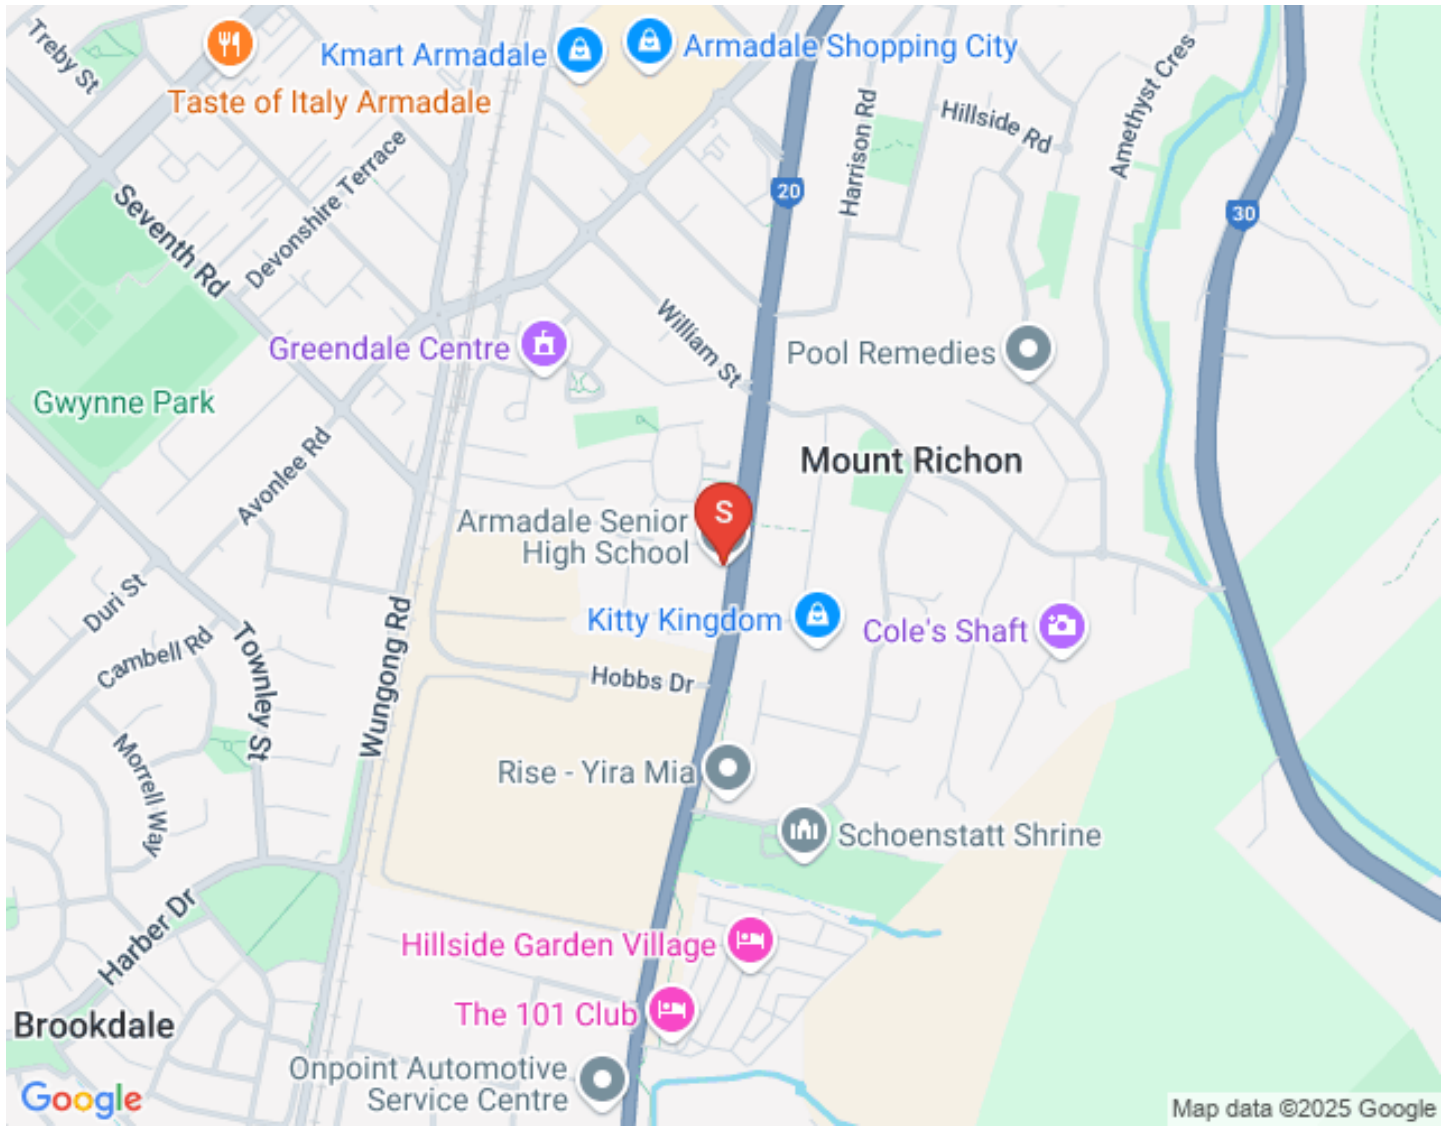 Treby St
Kmart Armadale
Armadale Shopping City
Taste of Italy Armadale
Hillside Rd
Amethyst Cres
Harrison Rd
20
30
Devonshire Terrace
Seventh Rd
William St
Greendale Centre
Pool Remedies
Gwynne Park
Avonlee Rd
Mount Richon
S
Armadale Senior
High School
Duri St
Kitty Kingdom
Cole's Shaft
Cambell Rd
Townley St
Wungong Rd
Hobbs Dr
Morrell Way
Rise - Yira Mia
Schoenstatt Shrine
Harber Dr
Hillside Garden Village
The 101 Club
Brookdale
Onpoint Automotive
Service Centre
Google
Map data ©2025 Google